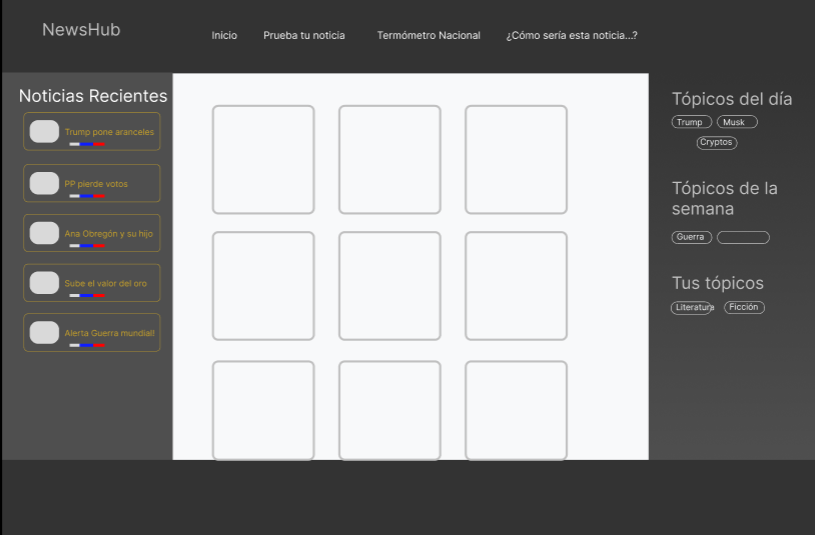 NewsHub
Inicio
Prueba tu noticia
Termómetro Nacional
¿Cómo sería esta noticia...?
Noticias Recientes
Trump pone aranceles
PP pierde votos
Ana Obregón y su hijo
Sube el valor del oro
Alerta Guerra mundial!
Tópicos del día
Trump
Musk
Cryptos
Tópicos de la
semana
Guerra
Tus tópicos
Literatura
Ficción